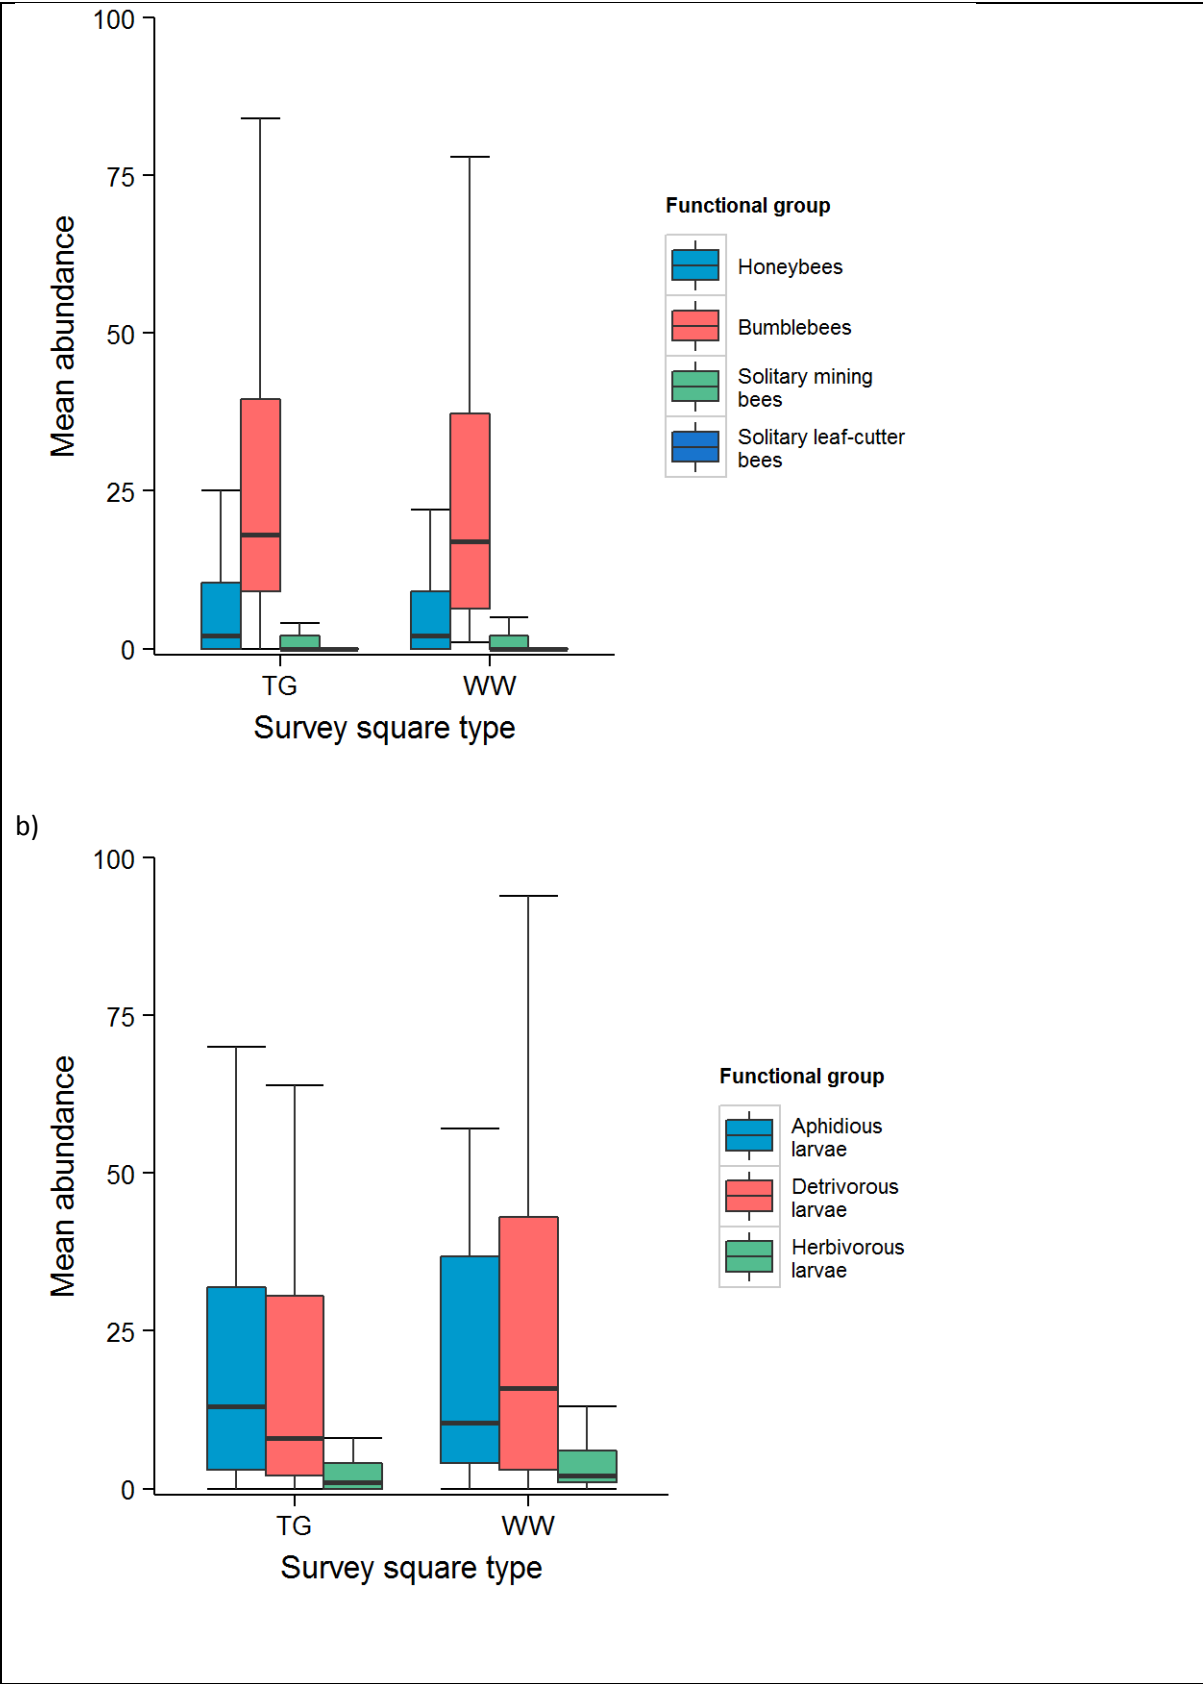 100
75
50
25
0
Mean abundance
TG
WW
Survey square type
Functional group
Honeybees
Bumblebees
Solitary mining
bees
Solitary leaf-cutter
bees
b)
100
75
50
25
0
Mean abundance
TG
WW
Survey square type
Functional group
Aphidious
larvae
Detrivorous
larvae
Herbivorous
larvae